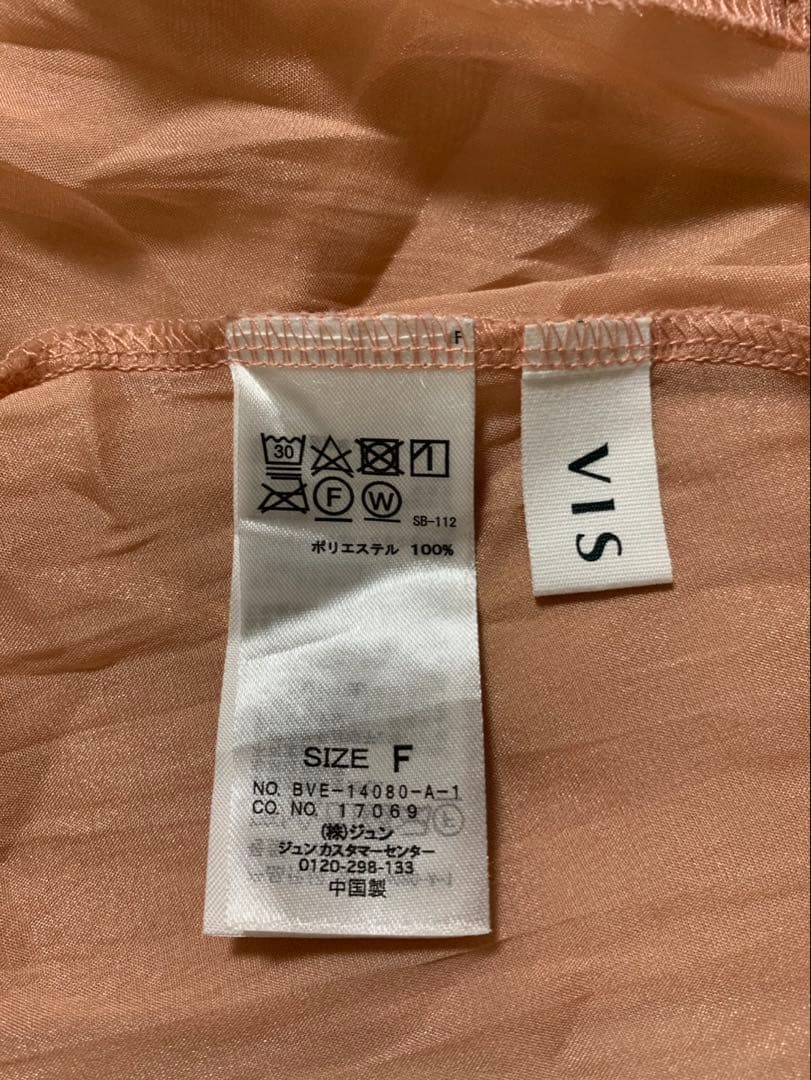 F
30
F W
SB-112
ポリエステル 100%
SIZE F
NO. BVE-14080-A-1
CO. NO. 17069
(株)ジュン
ジュンカスタマーセンター
0120-298-133
中国製
VIS